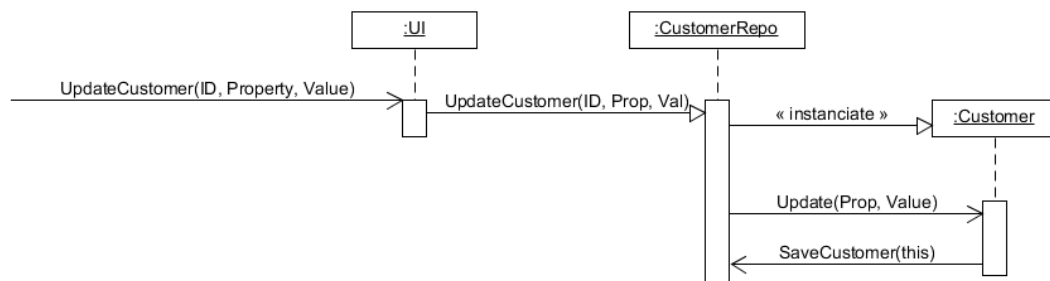 :UI
:CustomerRepo
UpdateCustomer(ID, Property, Value)
UpdateCustomer(ID, Prop, Val)
« instanciate »
:Customer
Update(Prop, Value)
SaveCustomer(this)